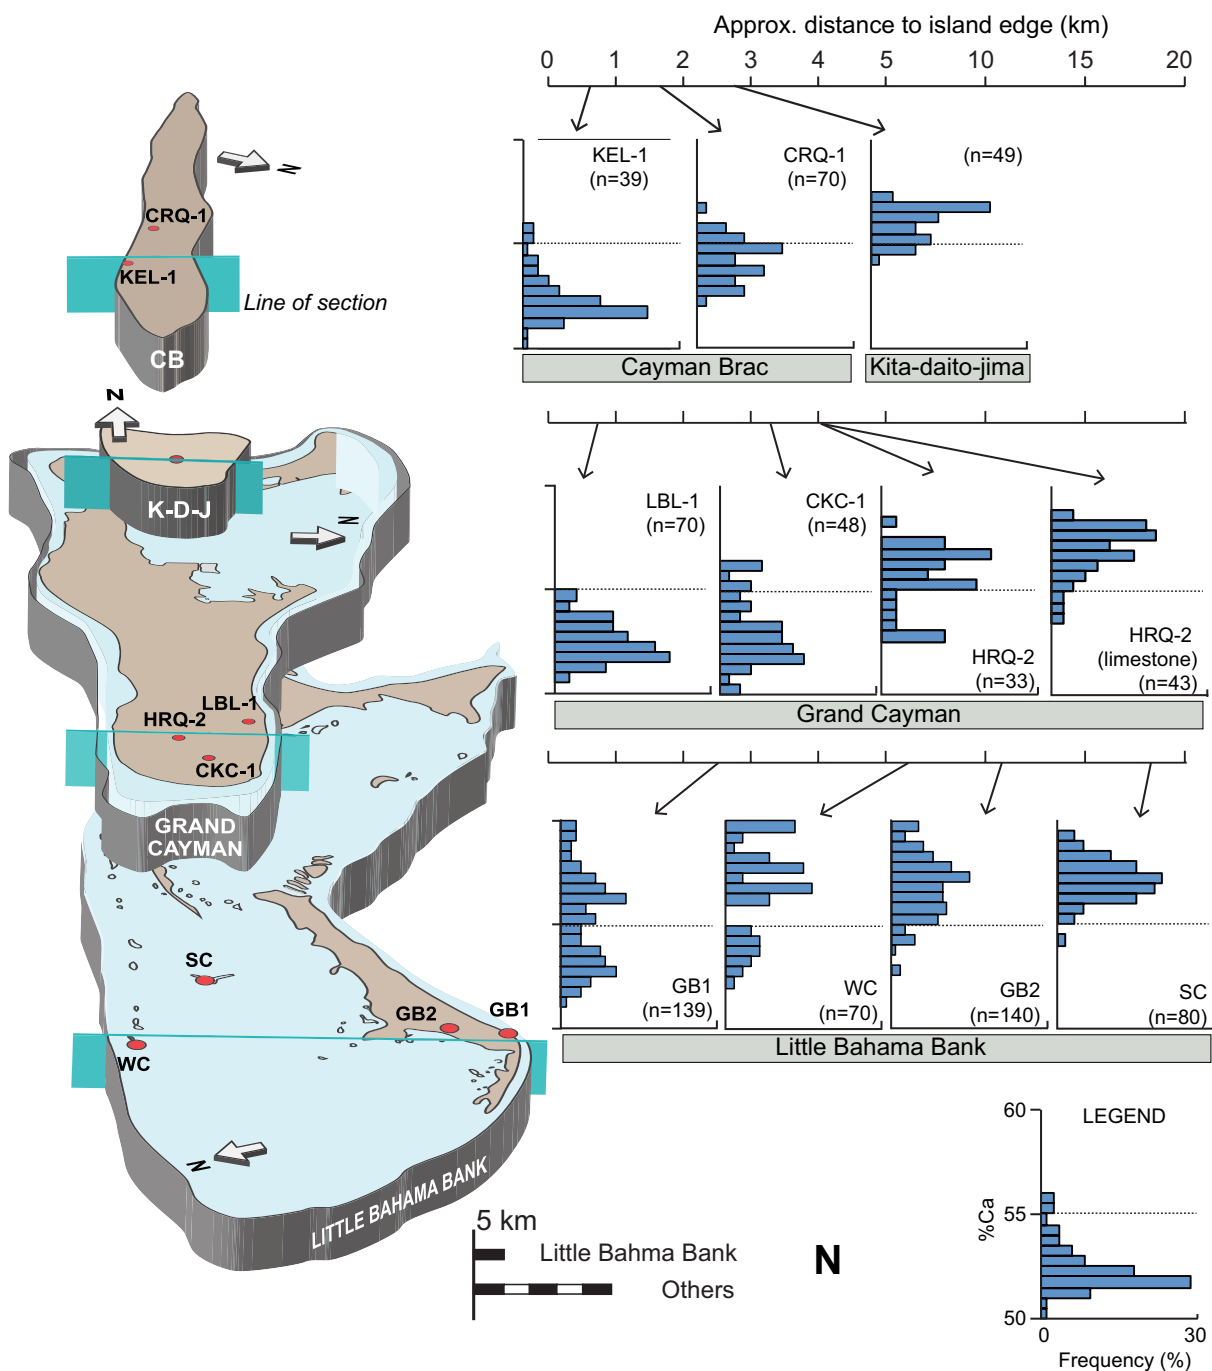 Approx. distance to island edge (km)
0 1 2 3 4 5 10 15 20
KEL-1
(n=39)
CRQ-1
(n=70)
(n=49)
Cayman Brac
Kita-daito-jima
N
CRQ-1
KEL-1
Line of section
CB
N
K-D-J
N
LBL-1
HRQ-2
CKC-1
GRAND
CAYMAN
LBL-1
(n=70)
CKC-1
(n=48)
HRQ-2
(n=33)
HRQ-2
(limestone)
(n=43)
Grand Cayman
SC
GB2
GB1
WC
N
LITTLE BAHAMA BANK
GB1
(n=139)
WC
(n=70)
GB2
(n=140)
SC
(n=80)
Little Bahama Bank
5 km
Little Bahma Bank
Others
N
LEGEND
60
55
50
%Ca
0 30
Frequency (%)